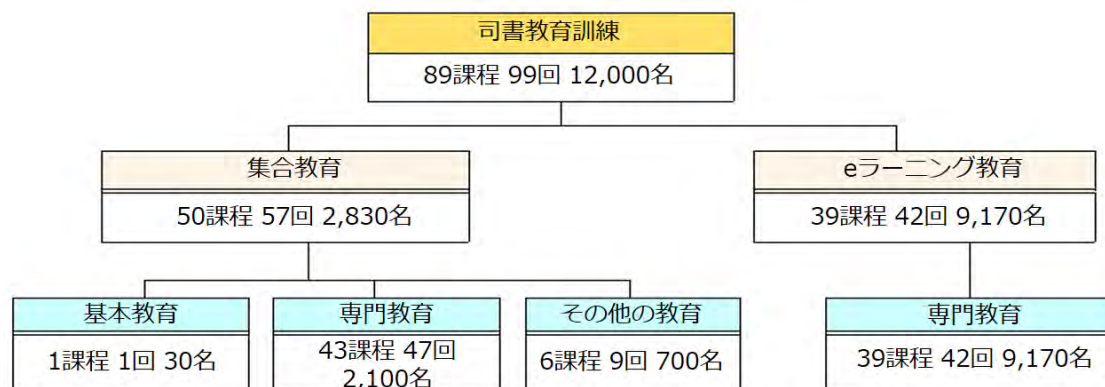 司書教育訓練
89課程 99回 12,000名
集合教育
50課程 57回 2,830名
eラーニング教育
39課程 42回 9,170名
基本教育
1課程 1回 30名
専門教育
43課程 47回
2,100名
その他の教育
6課程 9回 700名
専門教育
39課程 42回 9,170名